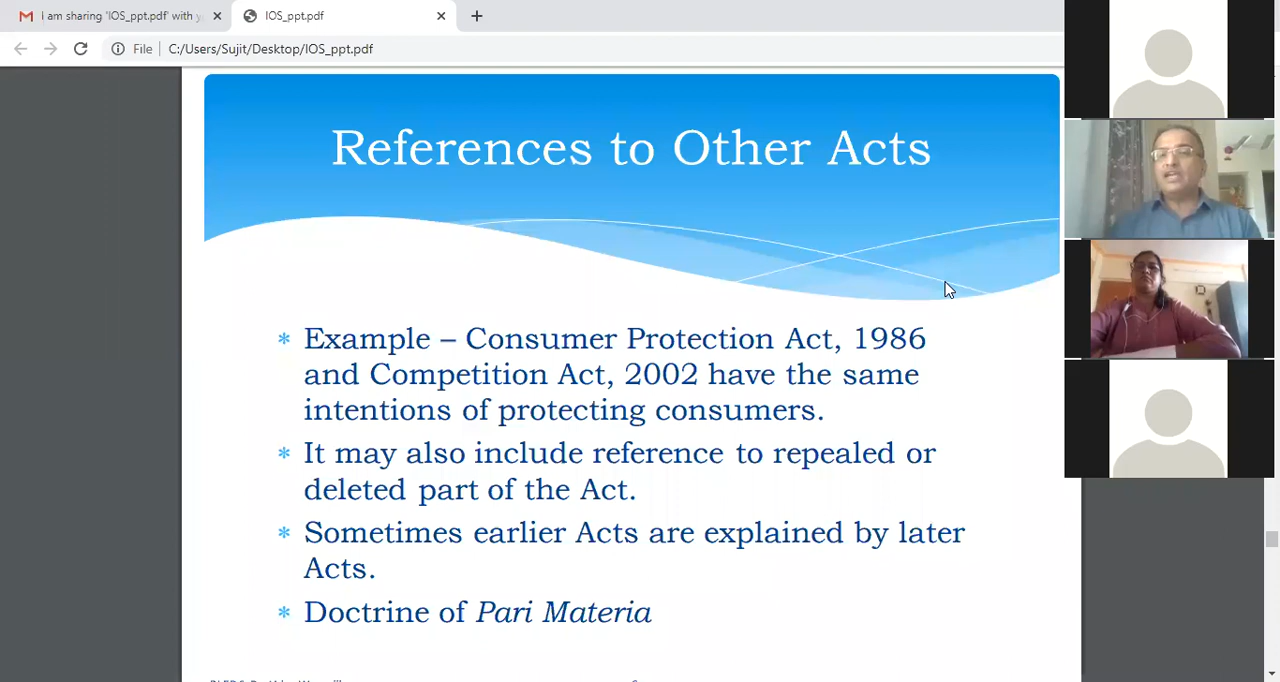 I am sharing 'IOS_ppt.pdf' with
IOS_ppt.pdf
File
C:/Users/Sujit/Desktop/IOS_ppt.pdf
References to Other Acts
* Example – Consumer Protection Act, 1986
and Competition Act, 2002 have the same
intentions of protecting consumers.
* It may also include reference to repealed or
deleted part of the Act.
* Sometimes earlier Acts are explained by later
Acts.
* Doctrine of Pari Materia